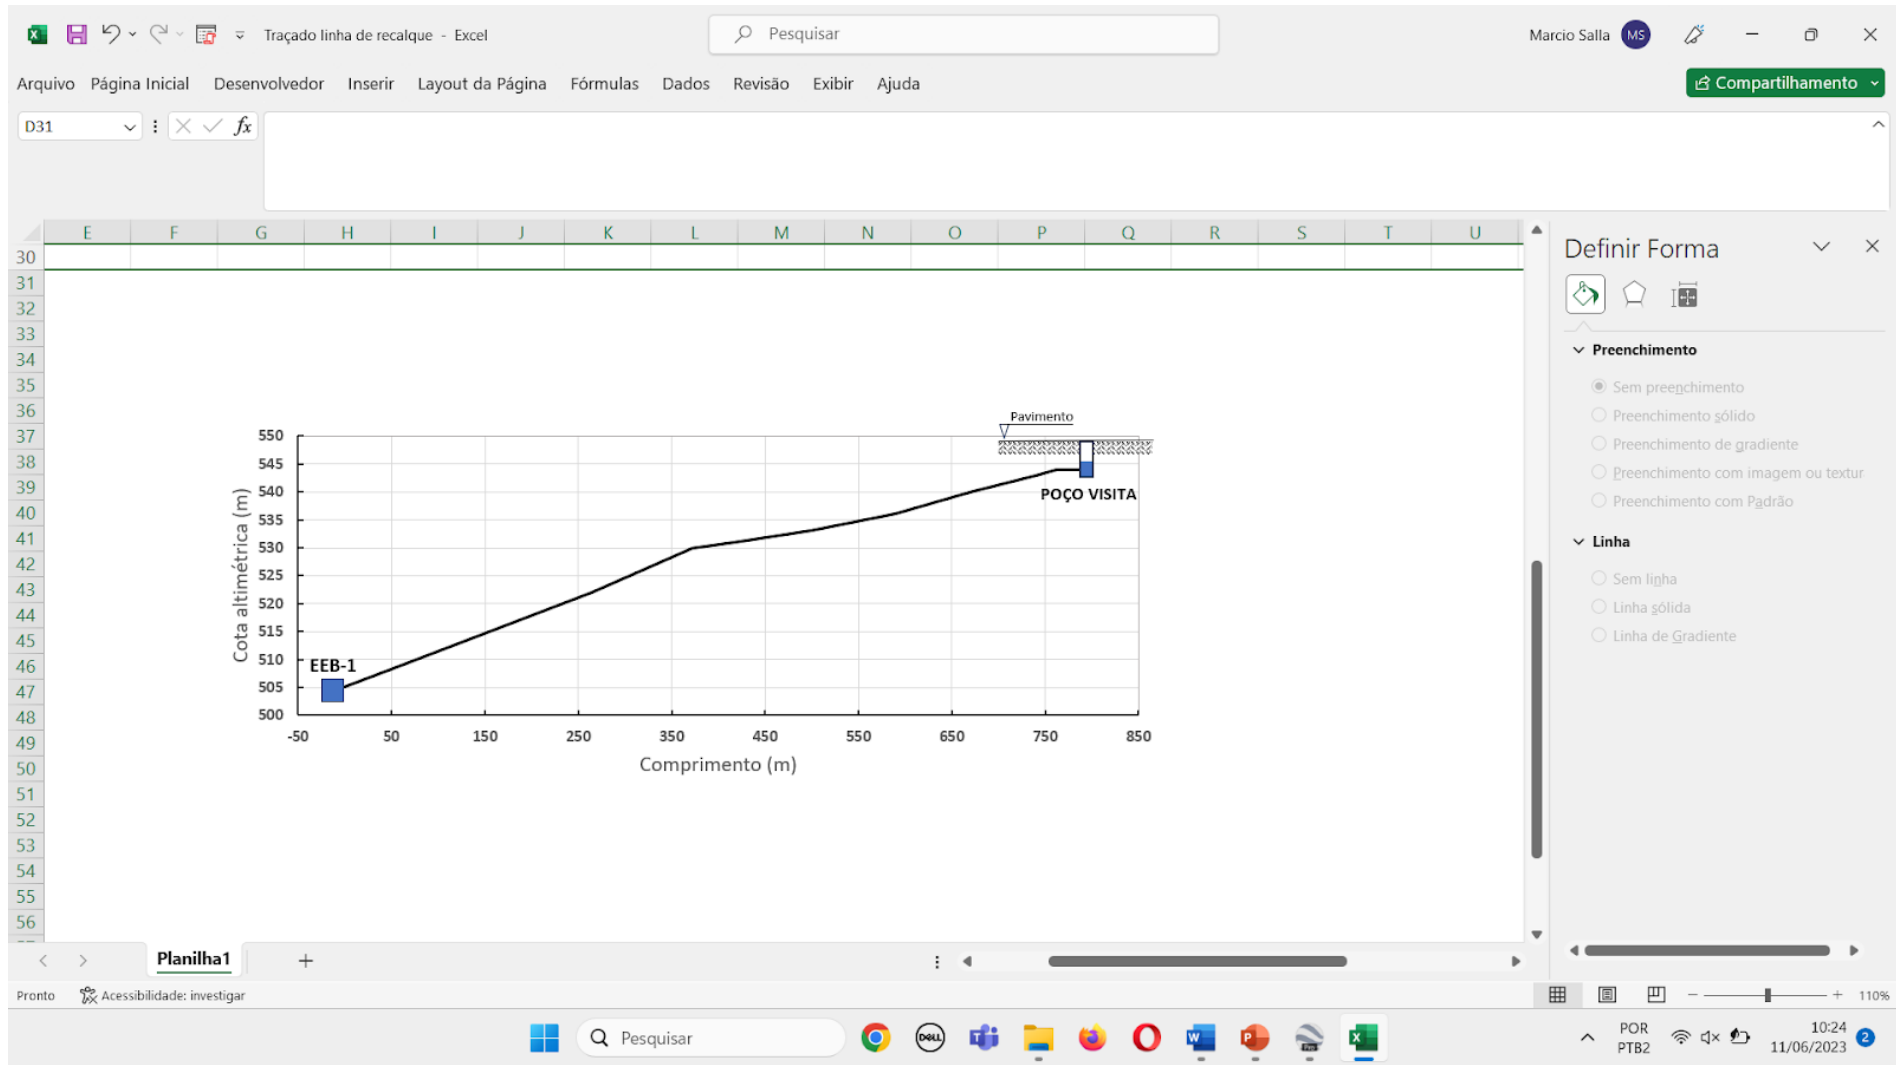 Traçado linha de recalque - Excel
Pesquisar
Marcio Salla MS
Arquivo Página Inicial Desenvolvedor Inserir Layout da Página Fórmulas Dados Revisão Exibir Ajuda
Compartilhamento
D31 fx
E F G H I J K L M N O P Q R S T U
30
31
32
33
34
35
36
37
38
39
40
41
42
43
44
45
46
47
48
49
50
51
52
53
54
55
56
Pavimento
POÇO VISITA
EEB-1
Cota altimétrica (m)
550
545
540
535
530
525
520
515
510
505
500
-50 50 150 250 350 450 550 650 750 850
Comprimento (m)
Definir Forma
Preenchimento
Sem preenchimento
Preenchimento sólido
Preenchimento de gradiente
Preenchimento com imagem ou textur
Preenchimento com Padrão
Linha
Sem linha
Linha sólida
Linha de Gradiente
Planilha1
Pronto Acessibilidade: investigar
110%
Pesquisar
DELL
POR
PTB2
10:24
11/06/2023
2